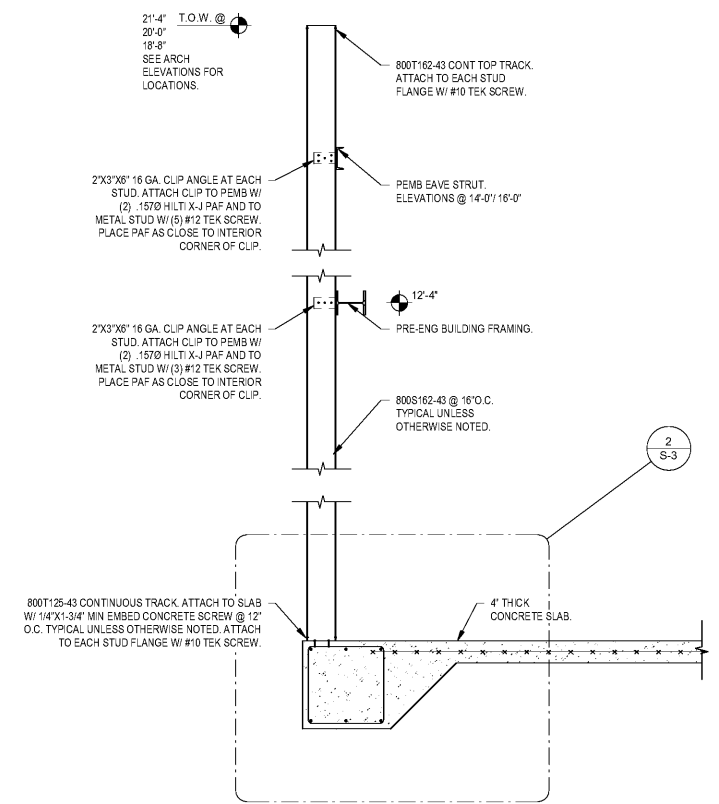 21'-4" T.O.W. @
20'-0"
18'-8"
SEE ARCH
ELEVATIONS FOR
LOCATIONS.
800T162-43 CONT TOP TRACK.
ATTACH TO EACH STUD
FLANGE W/ #10 TEK SCREW.
2"X3"X6" 16 GA. CLIP ANGLE AT EACH
STUD. ATTACH CLIP TO PEMB W/
(2) .157Ø HILTI X-J PAF AND TO
METAL STUD W/ (5) #12 TEK SCREW.
PLACE PAF AS CLOSE TO INTERIOR
CORNER OF CLIP.
PEMB EAVE STRUT.
ELEVATIONS @ 14'-0"/ 16'-0"
12'-4"
2"X3"X6" 16 GA. CLIP ANGLE AT EACH
STUD. ATTACH CLIP TO PEMB W/
(2) .157Ø HILTI X-J PAF AND TO
METAL STUD W/ (3) #12 TEK SCREW.
PLACE PAF AS CLOSE TO INTERIOR
CORNER OF CLIP.
PRE-ENG BUILDING FRAMING.
800S162-43 @ 16"O.C.
TYPICAL UNLESS
OTHERWISE NOTED.
2
S-3
800T125-43 CONTINUOUS TRACK. ATTACH TO SLAB
W/ 1/4"X1-3/4" MIN EMBED CONCRETE SCREW @ 12"
O.C. TYPICAL UNLESS OTHERWISE NOTED. ATTACH
TO EACH STUD FLANGE W/ #10 TEK SCREW.
4" THICK
CONCRETE SLAB.